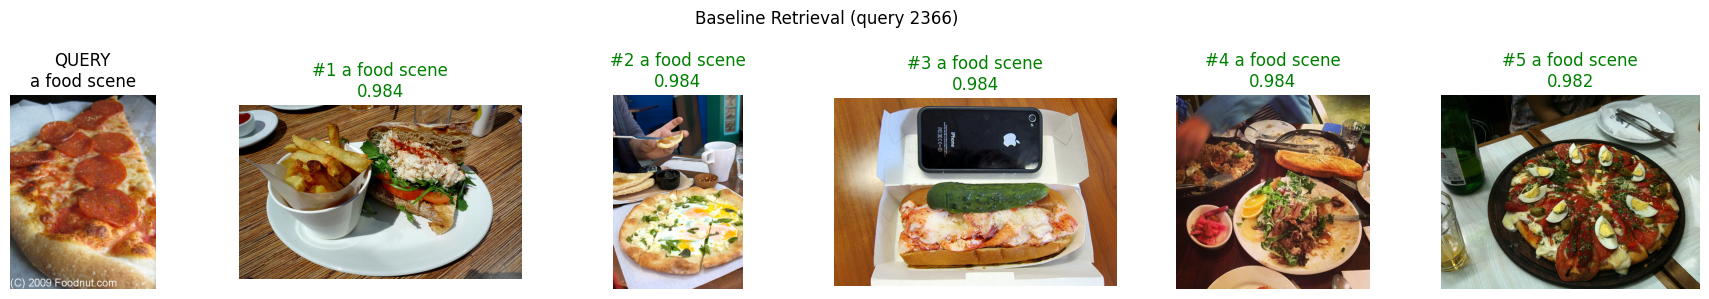 Baseline Retrieval (query 2366)
QUERY
a food scene
#1 a food scene
0.984
#2 a food scene
0.984
#3 a food scene
0.984
#4 a food scene
0.984
#5 a food scene
0.982
(C) 2009 Foodnut.com
iPhone